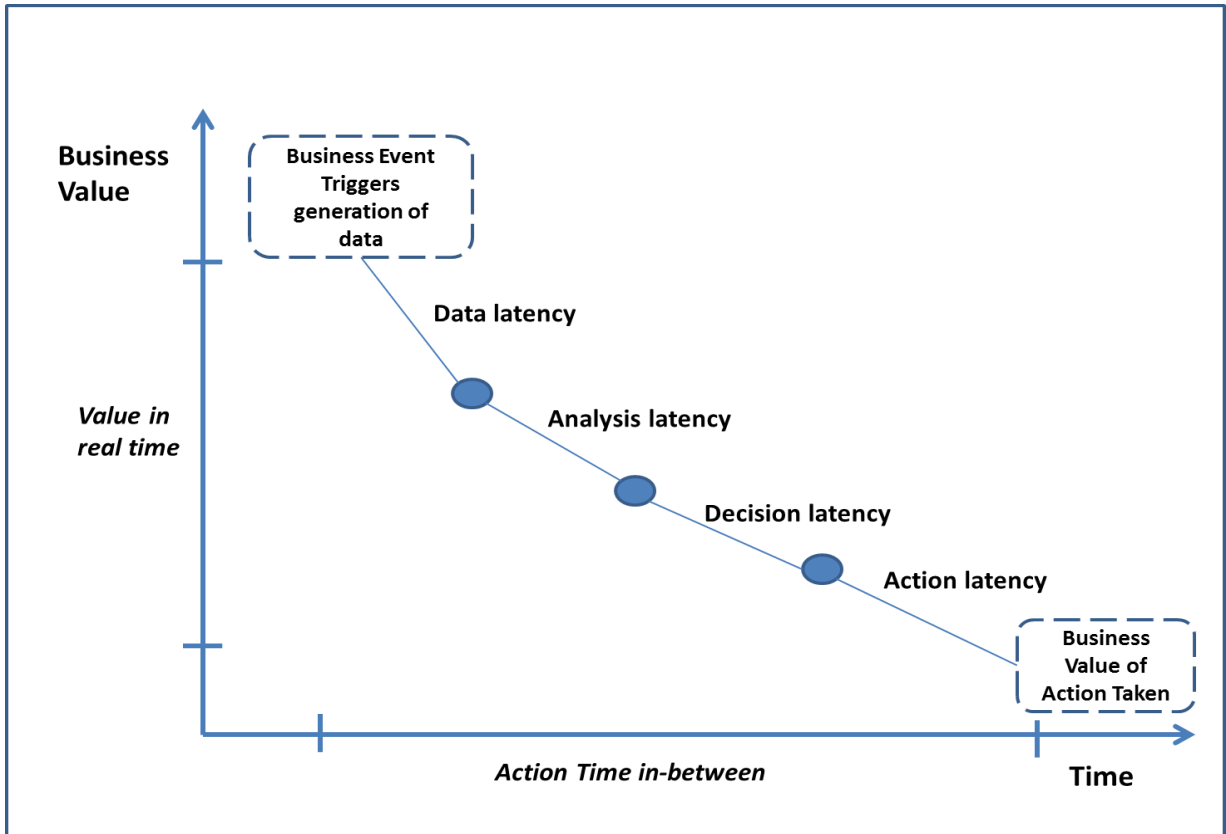 Business
Value
Business Event
Triggers
generation of
data
Data latency
Value in
real time
Analysis latency
Decision latency
Action latency
Business
Value of
Action Taken
Action Time in-between
Time